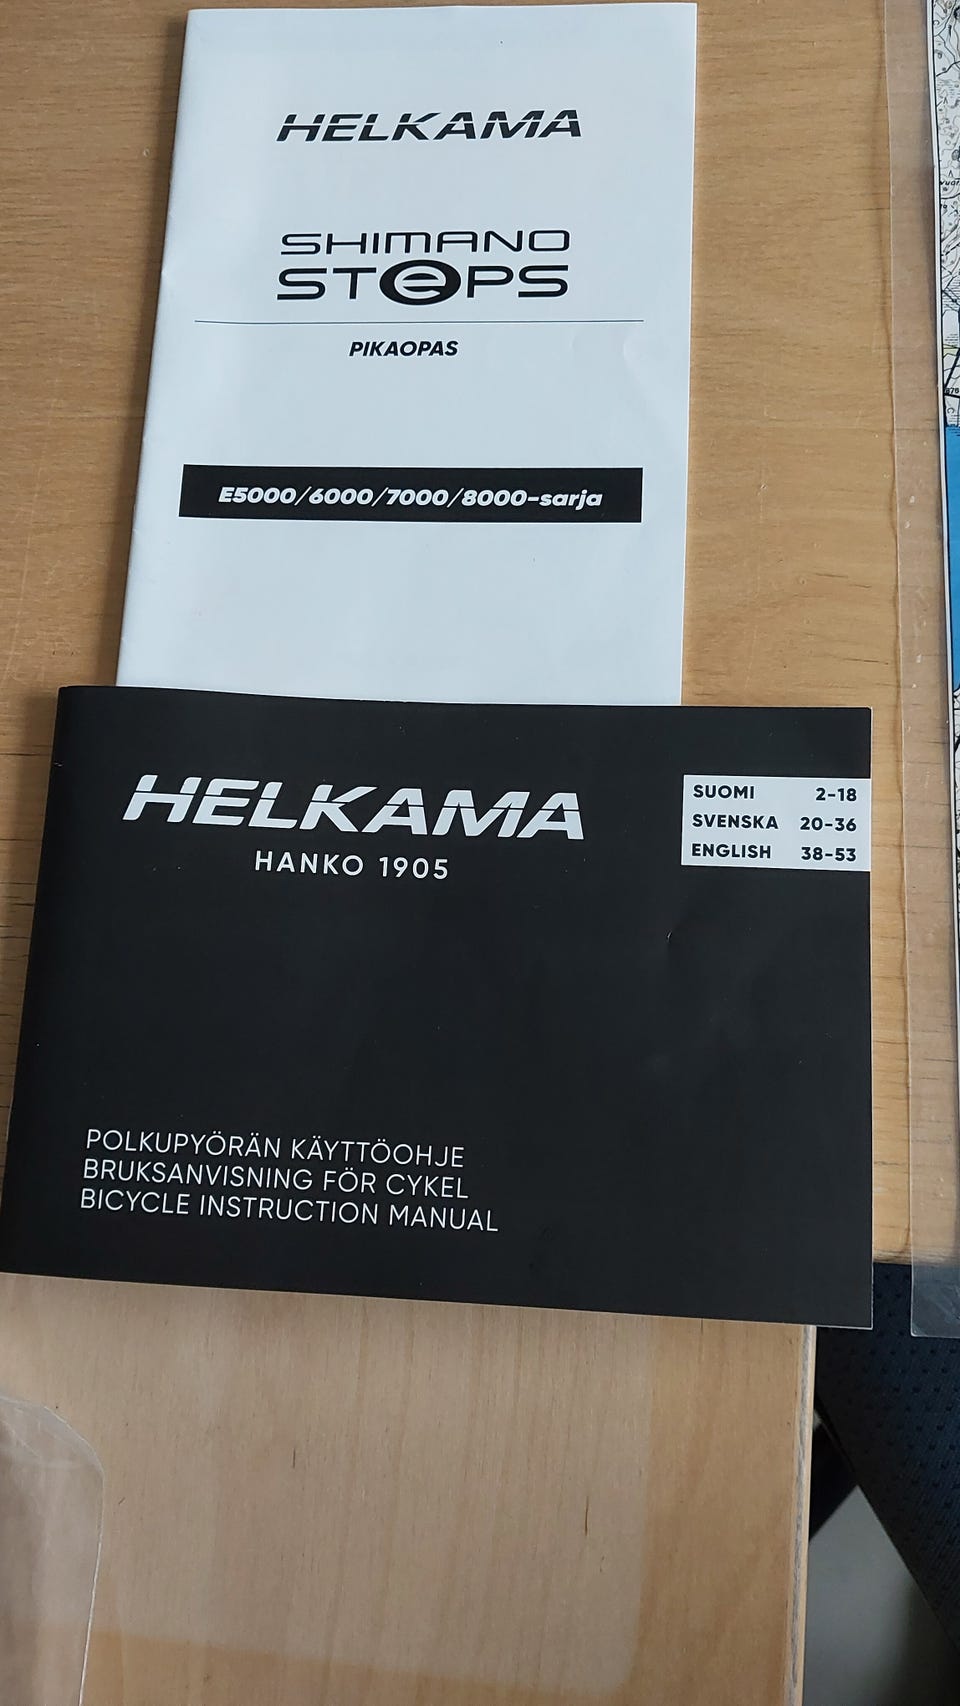 HELKAMA
SHIMANO
STEPS
PIKAOPAS
E5000/6000/7000/8000-sarja
HELKAMA
HANKO 1905
SUOMI 2-18
SVENSKA 20-36
ENGLISH 38-53
POLKUPYÖRÄN KÄYTTÖOHJE
BRUKSANVISNING FÖR CYKEL
BICYCLE INSTRUCTION MANUAL